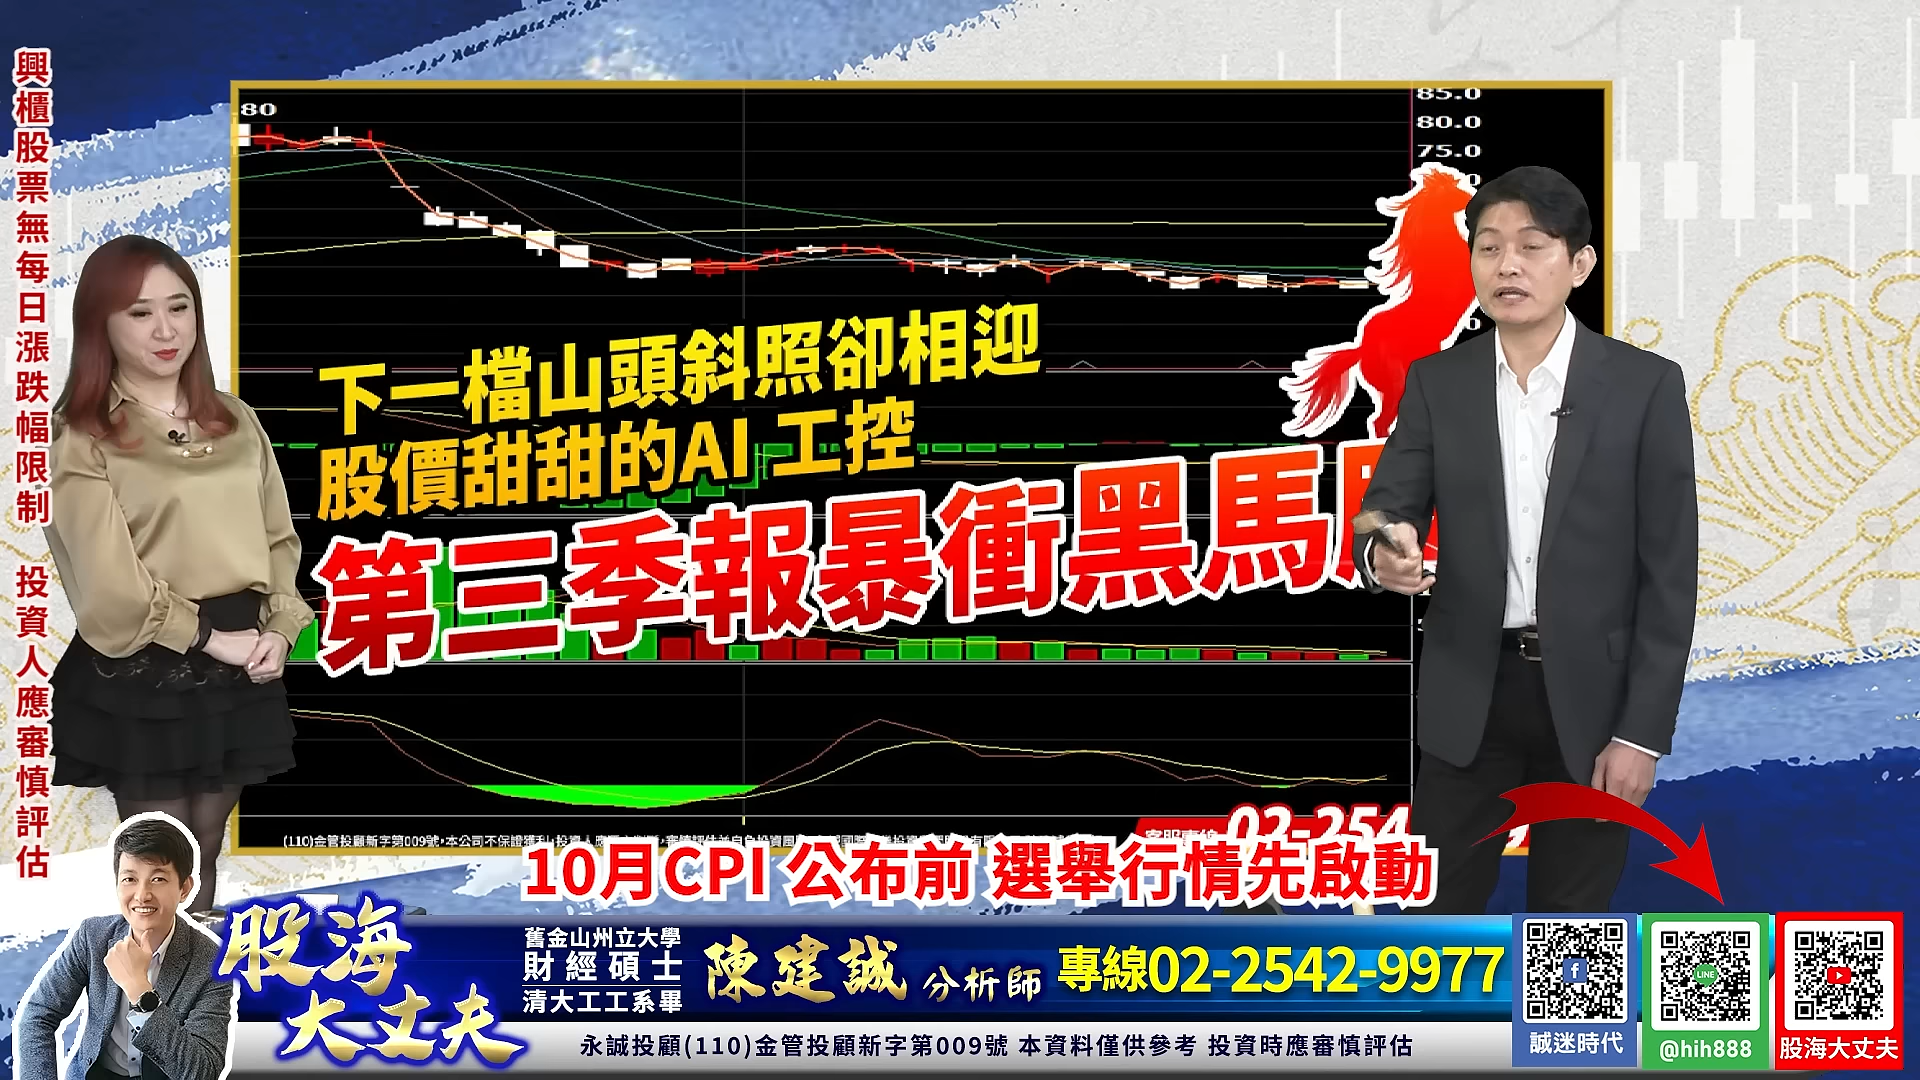 興櫃股票無每日漲跌幅限制 投資人應審慎評估
80
85.0
80.0
75.0
下一檔山頭斜照卻相迎
股價甜甜的AI 工控
第三季報暴衝黑馬
02-254
10月CPI 公布前 選舉行情先啟動
股海
大丈夫
舊金山州立大學
財經碩士
清大工工系畢
陳建誠 分析師
專線02-2542-9977
永誠投顧(110)金管投顧新字第009號 本資料僅供參考 投資時應審慎評估
f
誠迷時代
LINE
@hih888
股海大丈夫